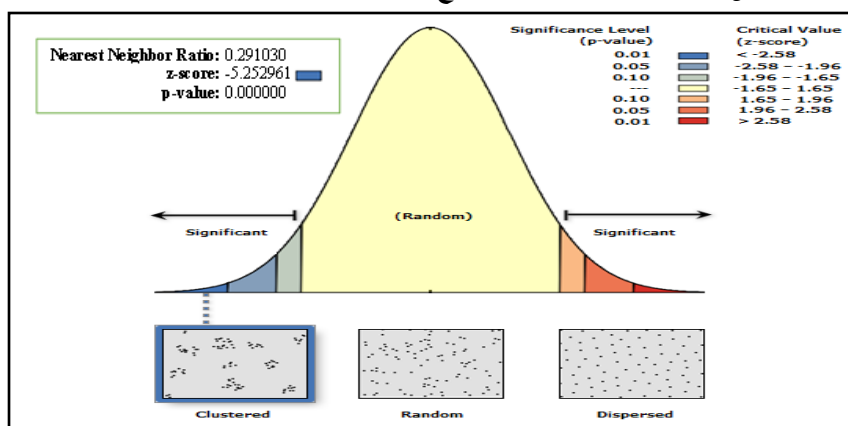 Nearest Neighbor Ratio: 0.291030
z-score: -5.252961
p-value: 0.000000
Significance Level
(p-value)
Critical Value
(z-score)
0.01 < -2.58
0.05 -2.58 – -1.96
0.10 -1.96 – -1.65
--- -1.65 – 1.65
0.10 1.65 – 1.96
0.05 1.96 – 2.58
0.01 > 2.58
Significant
(Random)
Significant
Clustered
Random
Dispersed